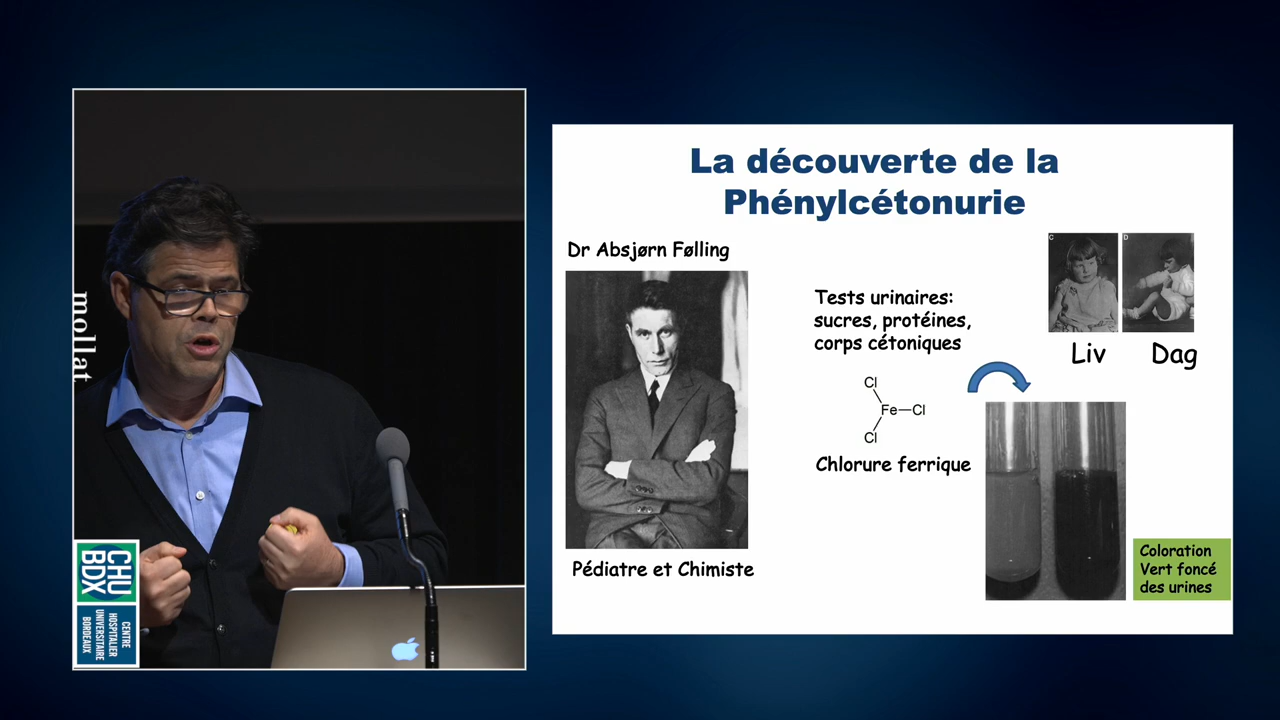 mollat
CHU
BDX
CENTRE
HOSPITALIER
UNIVERSITAIRE
BORDEAUX
La découverte de la
Phénylcétonurie
Dr Absjørn Følling
Pédiatre et Chimiste
Tests urinaires:
sucres, protéines,
corps cétoniques
Cl
Fe—Cl
Cl
Chlorure ferrique
C
D
Liv
Dag
Coloration
Vert foncé
des urines